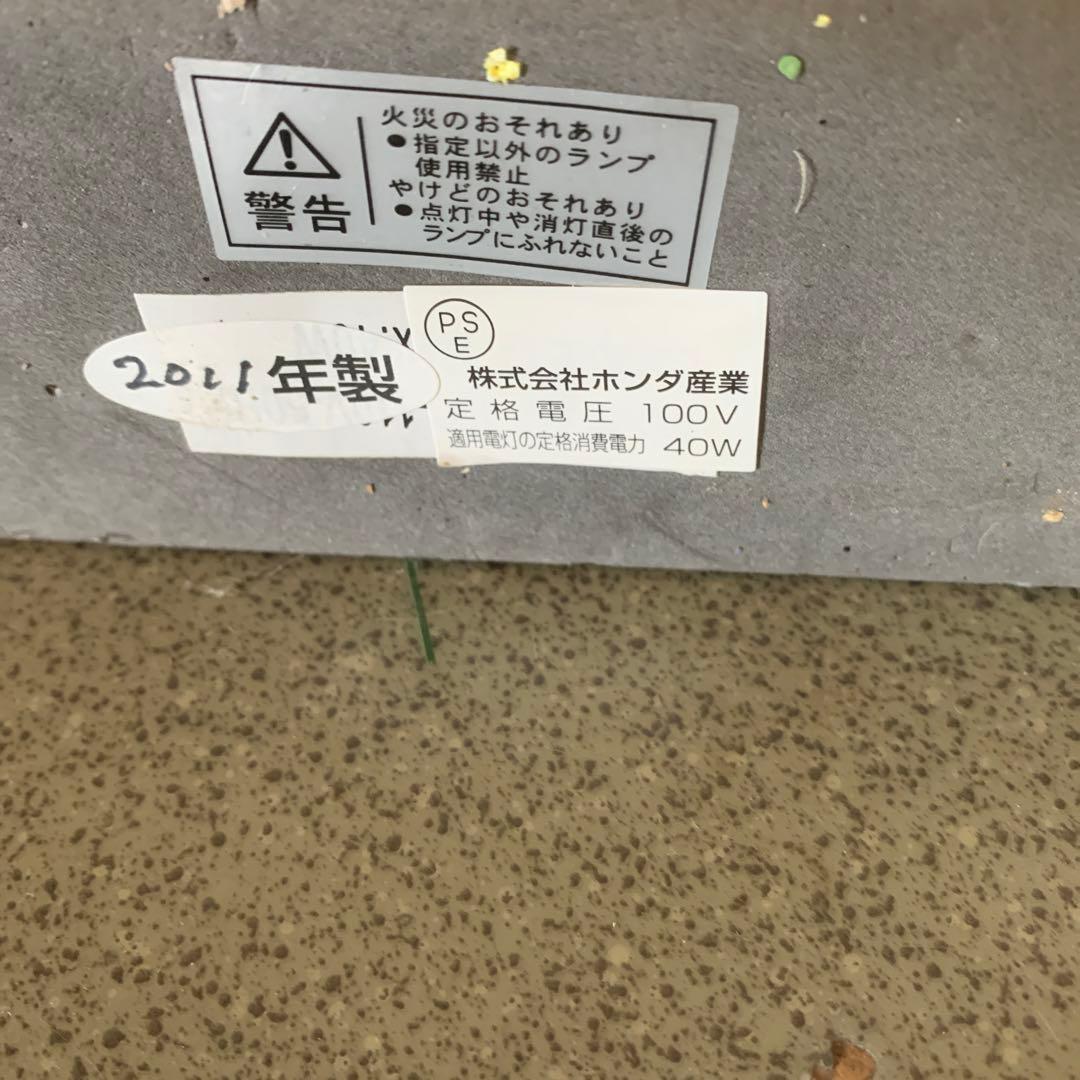 火災のおそれあり
●指定以外のランプ
使用禁止
やけどのおそれあり
●点灯中や消灯直後の
ランプにふれないこと
警告
PS
E
2011年製
株式会社ホンダ産業
定格電圧 100V
適用電灯の定格消費電力 40W